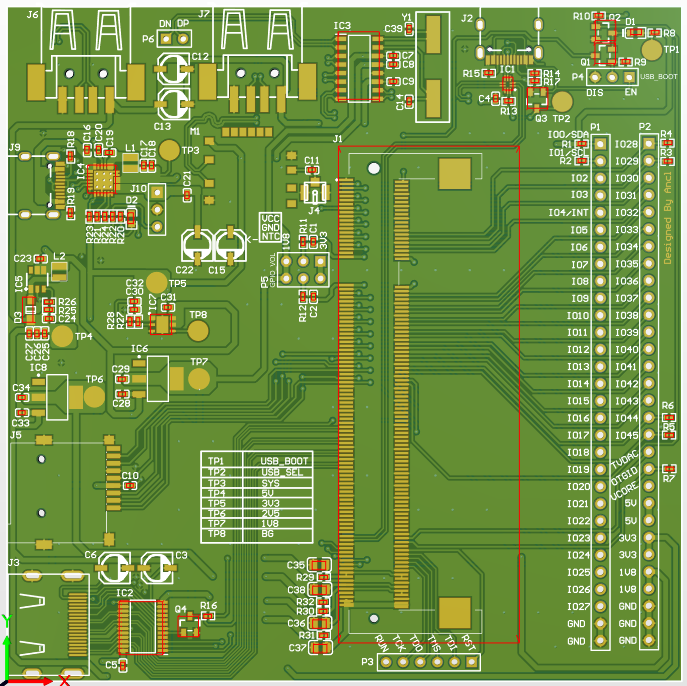 J6
DN DP
P6
J7
C12
C13
IC3
C39
Y1
C7
C8
C9
C14
J2
R10
Q2
D1
R8
TP1
Q1
R9
P4
USB_BOOT
DIS
EN
IC1
R15
R14
R12
C4
R13
Q3
TP2
J9
R18
C16
C20
C19
L1
C17
C18
TP3
M1
IC4
R19
J10
D2
R23
R21
R24
R22
R20
C21
C22
C15
C11
J4
J1
VCC
GND
NTC
R11
C1
1V8
3V3
P5
GPIO_VOL
R12
C2
C23
L2
IC5
D3
R26
R25
C24
C27
C26
C25
TP4
C32
C30
TP5
C31
R28
R27
IC7
TP8
IC8
TP6
C34
C33
IC6
TP7
C29
C28
J5
C10
TP1 USB_BOOT
TP2 USB_SEL
TP3 SYS
TP4 5V
TP5 3V3
TP6 2V5
TP7 1V8
TP8 BG
C6
C3
J3
IC2
Q4
R16
C5
C35
R29
C38
R32
R30
C36
R31
C37
P3
RUN
TCK
TDO
TMS
TDI
RST
P1
P2
IO0/SDA
R1
IO1/SCL
R2
IO2
IO3
IO4/INT
IO5
IO6
IO7
IO8
IO9
IO10
IO11
IO12
IO13
IO14
IO15
IO16
IO17
IO18
IO19
IO20
IO21
IO22
IO23
IO24
IO25
IO26
IO27
GND
GND
IO28
IO29
IO30
IO31
IO32
IO33
IO34
IO35
IO36
IO37
IO38
IO39
IO40
IO41
IO42
IO43
IO44
IO45
TVDAC
DTGID
VCORE
5V
5V
3V3
3V3
1V8
1V8
GND
GND
GND
R4
R3
R6
R5
R7
Designed By Ancl
Y
X